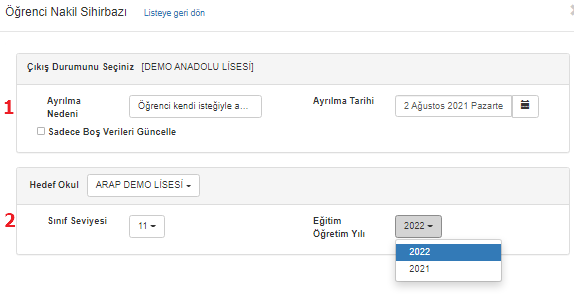 Öğrenci Nakil Sihirbazı Listeye geri dön
Çıkış Durumunu Seçiniz [DEMO ANADOLU LİSESİ]
1
Ayrılma
Nedeni
Öğrenci kendi isteğiyle a...
Ayrılma Tarihi
2 Ağustos 2021 Pazarte
Sadece Boş Verileri Güncelle
Hedef Okul ARAP DEMO LİSESİ
2
Sınıf Seviyesi
11
Eğitim
Öğretim Yılı
2022
2022
2021